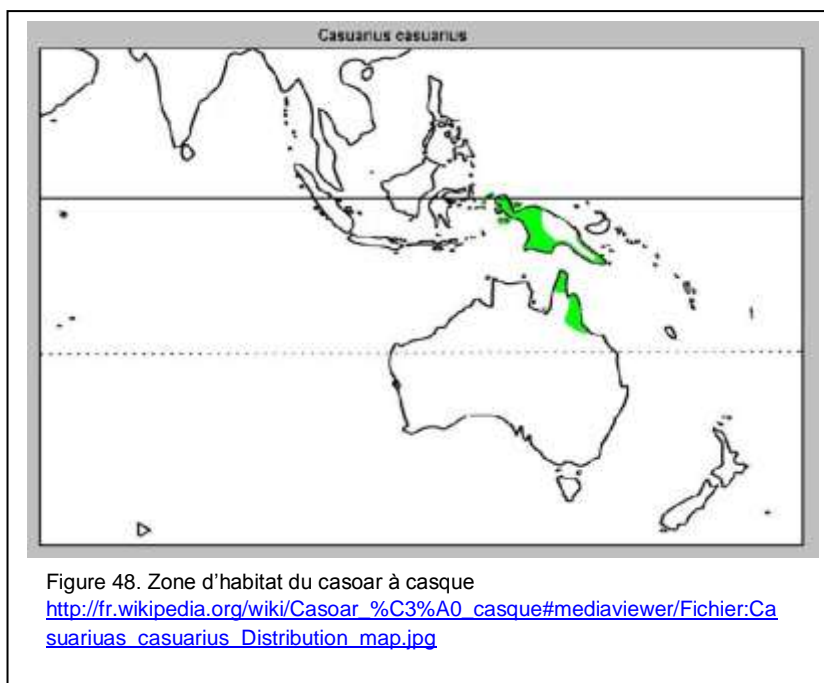 Casuarius casuarius
Figure 48. Zone d'habitat du casoar à casque
http://fr.wikipedia.org/wiki/Casoar_%C3%A0_casque#mediaviewer/Fichier:Ca
suariuas_casuarius_Distribution_map.jpg